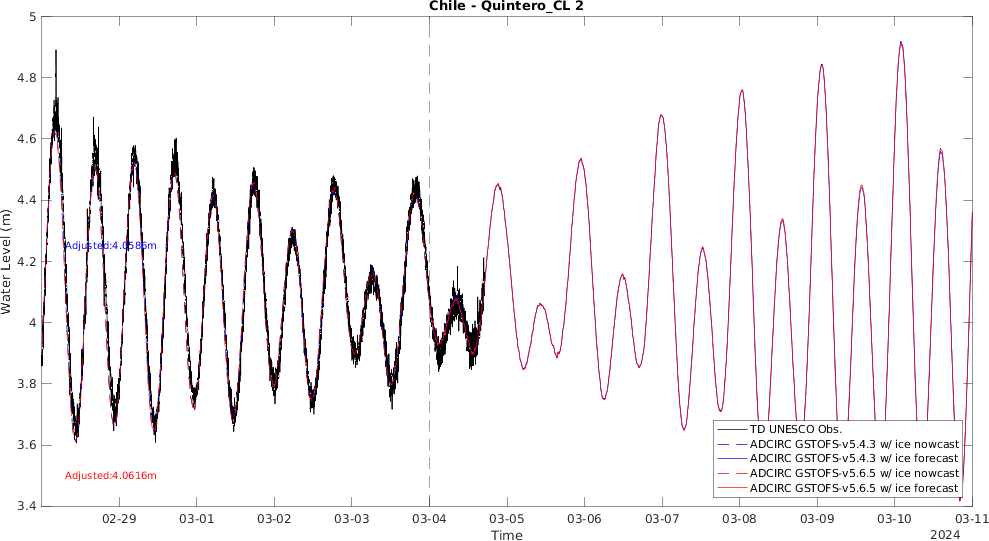 Chile - Quintero_CL 2
Water Level (m)
5
4.8
4.6
4.4
4.2
4
3.8
3.6
3.4
Adjusted:4.0586m
Adjusted:4.0616m
TD UNESCO Obs.
ADCIRC GSTOFS-v5.4.3 w/ ice nowcast
ADCIRC GSTOFS-v5.4.3 w/ ice forecast
ADCIRC GSTOFS-v5.6.5 w/ ice nowcast
ADCIRC GSTOFS-v5.6.5 w/ ice forecast
02-29 03-01 03-02 03-03 03-04 03-05 03-06 03-07 03-08 03-09 03-10 03-11
Time
2024